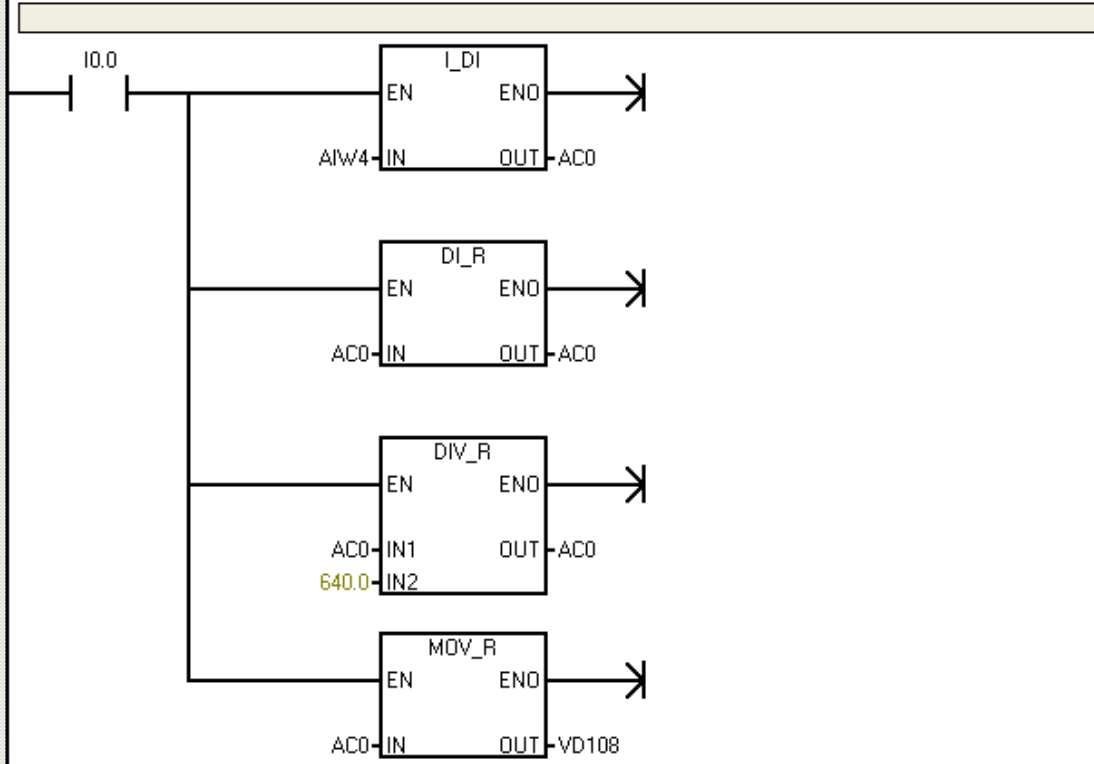 I0.0
I_DI
EN ENO
AIW4 IN OUT AC0
DI_R
EN ENO
AC0 IN OUT AC0
DIV_R
EN ENO
AC0 IN1 OUT AC0
640.0 IN2
MOV_R
EN ENO
AC0 IN OUT VD108